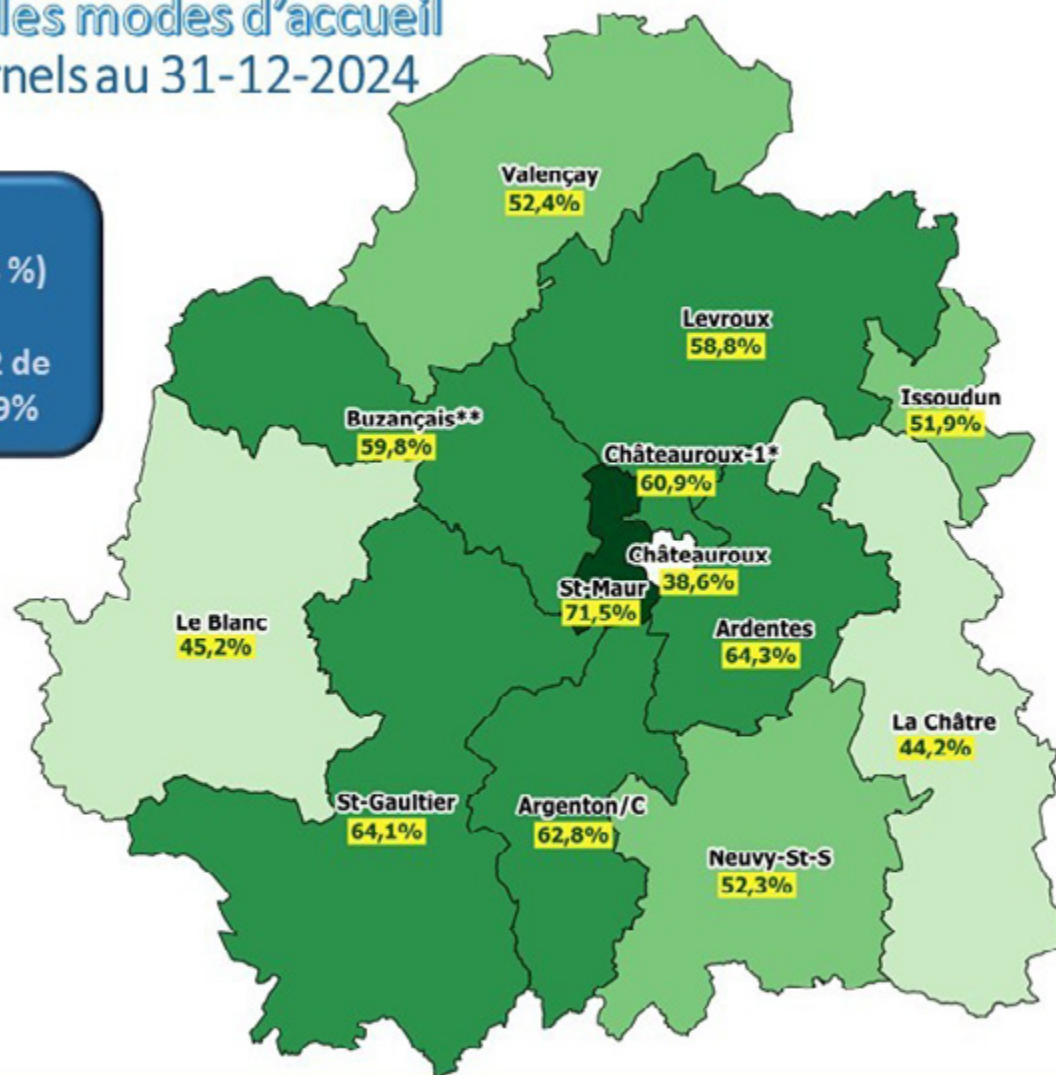 les modes d'accueil
rnels au 31-12-2024
%)
2 de
9%
Valençay
52,4%
Levroux
58,8%
Issoudun
51,9%
Buzançais**
59,8%
Châteauroux-1*
60,9%
Châteauroux
38,6%
St-Maur
71,5%
Ardentes
64,3%
Le Blanc
45,2%
La Châtre
44,2%
St-Gaultier
64,1%
Argenton/C
62,8%
Neuvy-St-S
52,3%